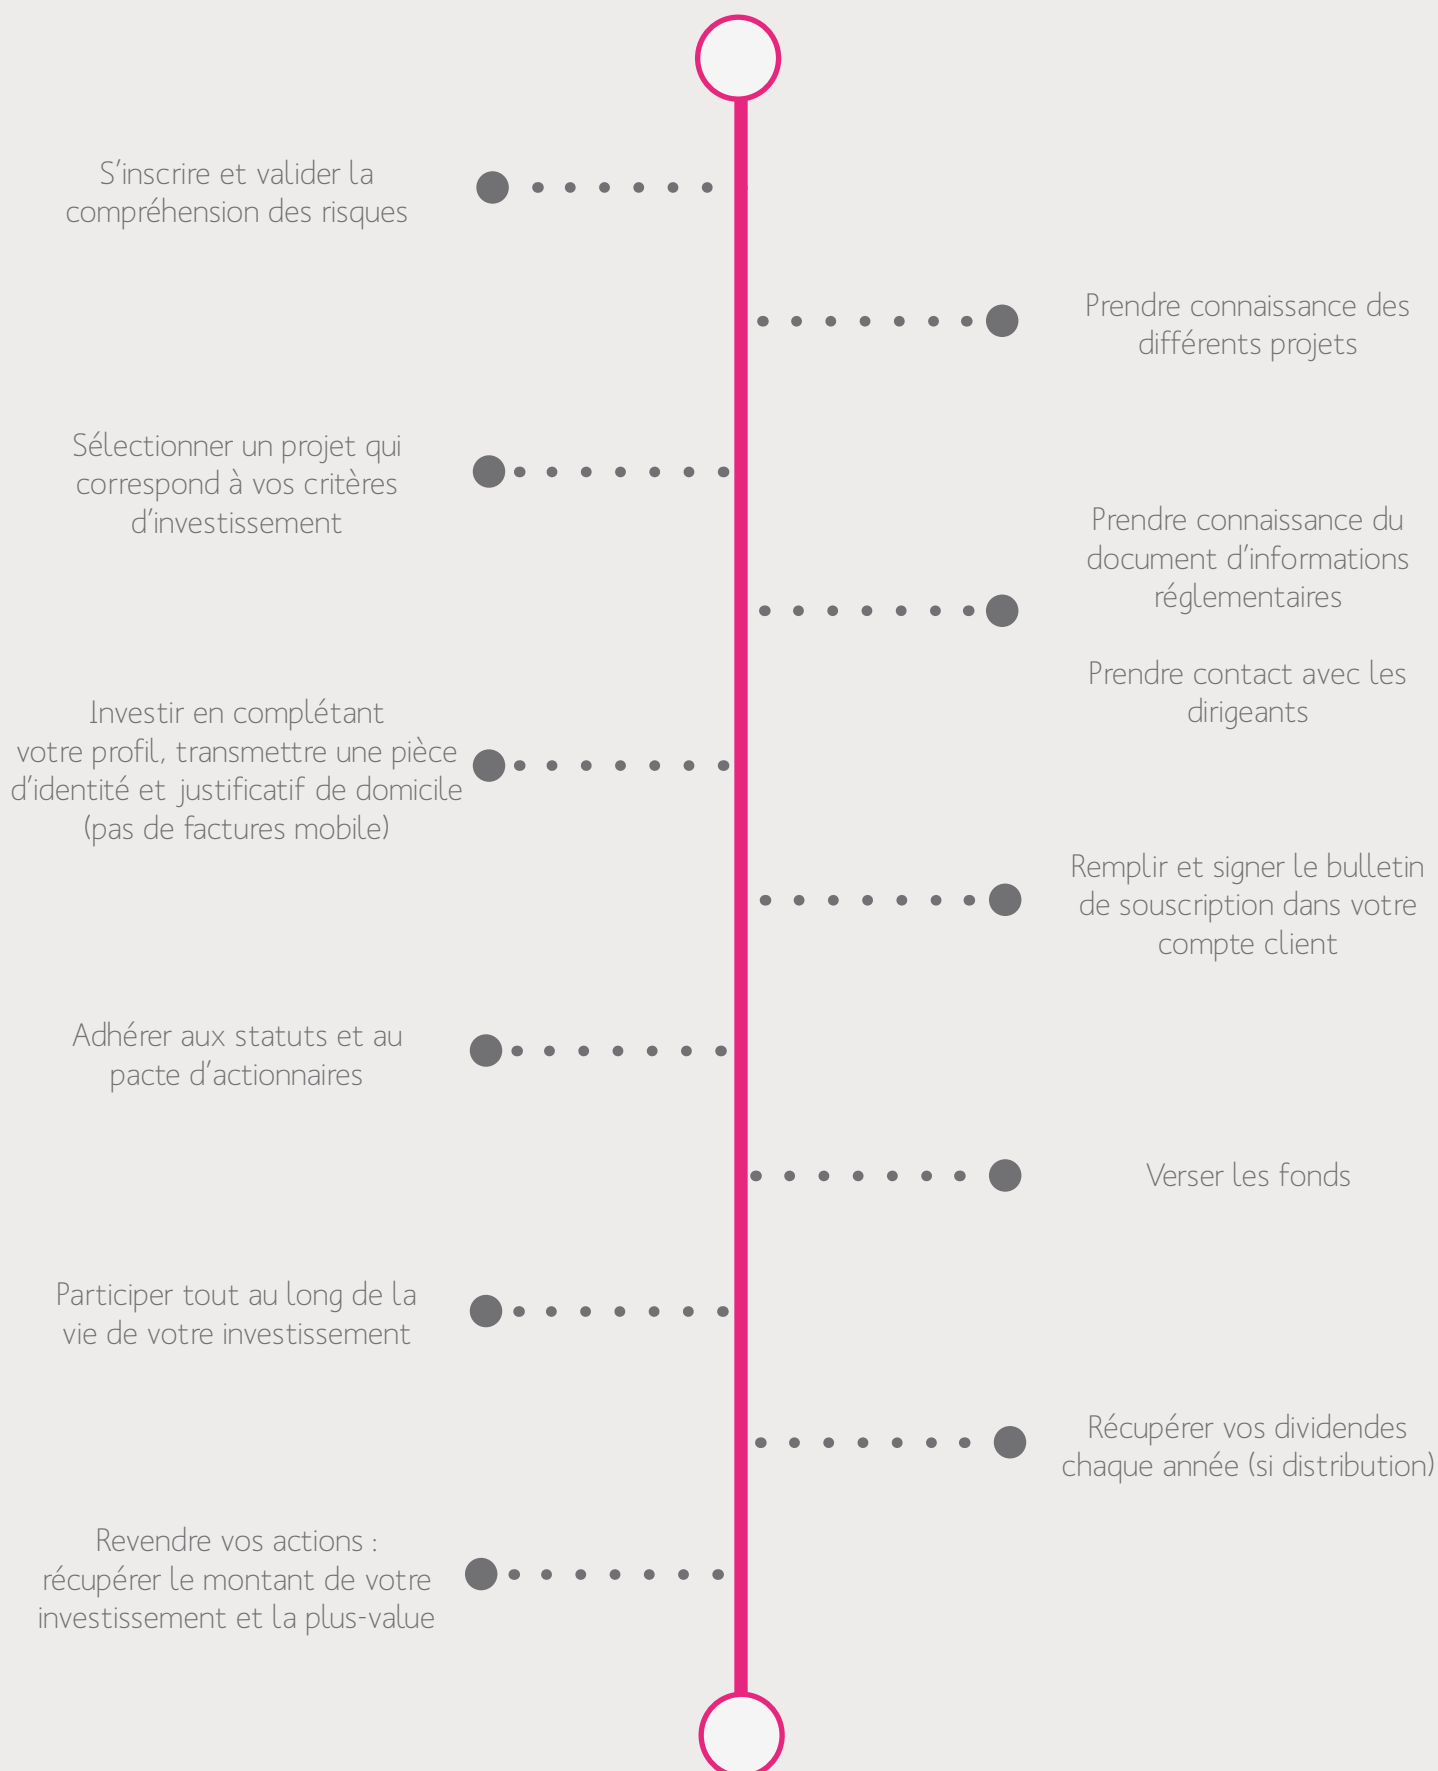 S'inscrire et valider la
compréhension des risques
Prendre connaissance des
différents projets
Sélectionner un projet qui
correspond à vos critères
d'investissement
Prendre connaissance du
document d'informations
réglementaires
Prendre contact avec les
dirigeants
Investir en complétant
votre profil, transmettre une pièce
d'identité et justificatif de domicile
(pas de factures mobile)
Remplir et signer le bulletin
de souscription dans votre
compte client
Adhérer aux statuts et au
pacte d'actionnaires
Verser les fonds
Participer tout au long de la
vie de votre investissement
Récupérer vos dividendes
chaque année (si distribution)
Revendre vos actions :
récupérer le montant de votre
investissement et la plus-value